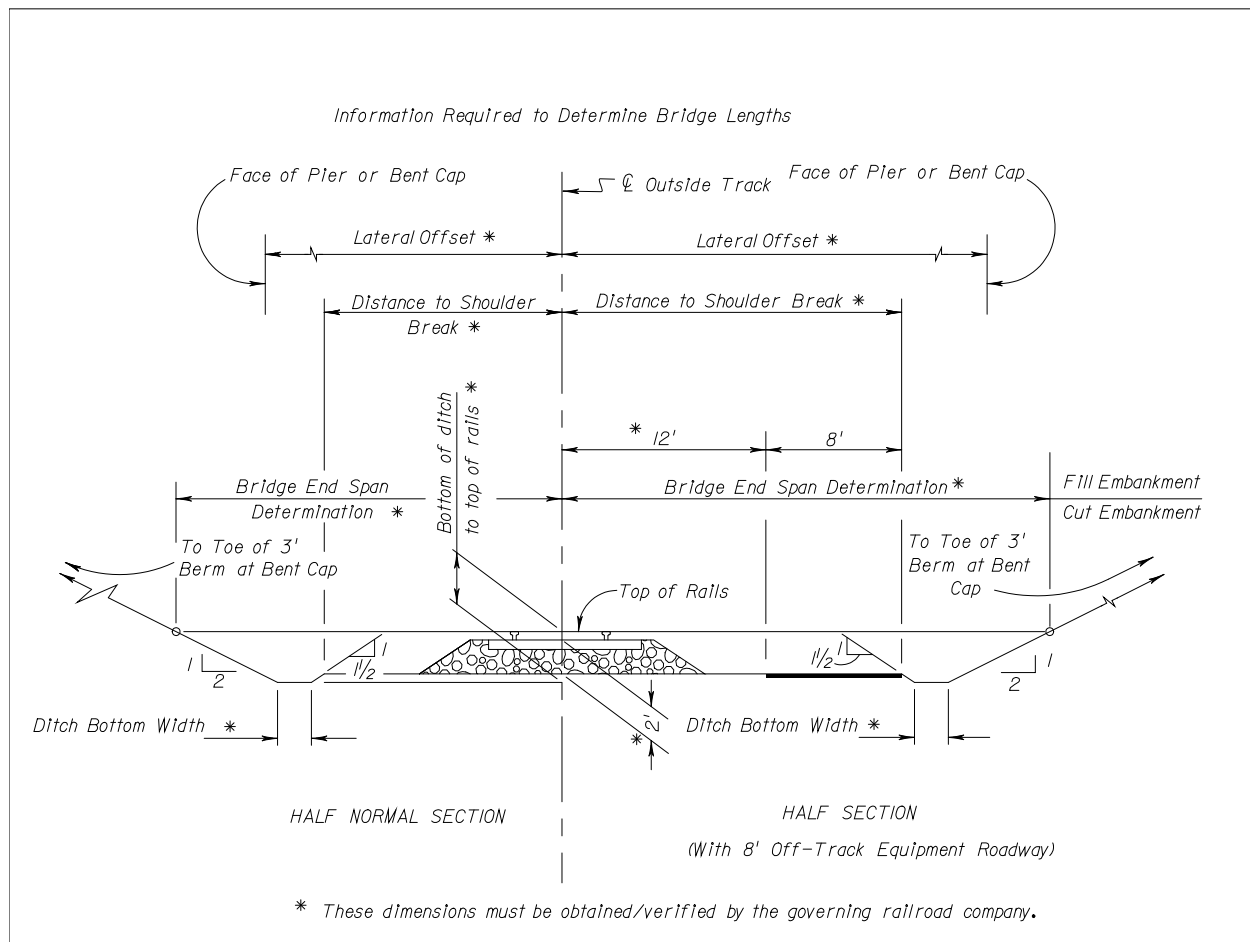 Information Required to Determine Bridge Lengths
Face of Pier or Bent Cap
℄ Outside Track
Face of Pier or Bent Cap
Lateral Offset *
Lateral Offset *
Distance to Shoulder
Break *
Distance to Shoulder Break *
Bottom of ditch
to top of rails *
* 12'
8'
Bridge End Span
Determination *
Bridge End Span Determination *
Fill Embankment
Cut Embankment
To Toe of 3'
Berm at Bent Cap
To Toe of 3'
Berm at Bent
Cap
Top of Rails
1
2
1
1½
1
1½
1
2
Ditch Bottom Width *
2'
*
Ditch Bottom Width *
HALF NORMAL SECTION
HALF SECTION
(With 8' Off-Track Equipment Roadway)
* These dimensions must be obtained/verified by the governing railroad company.